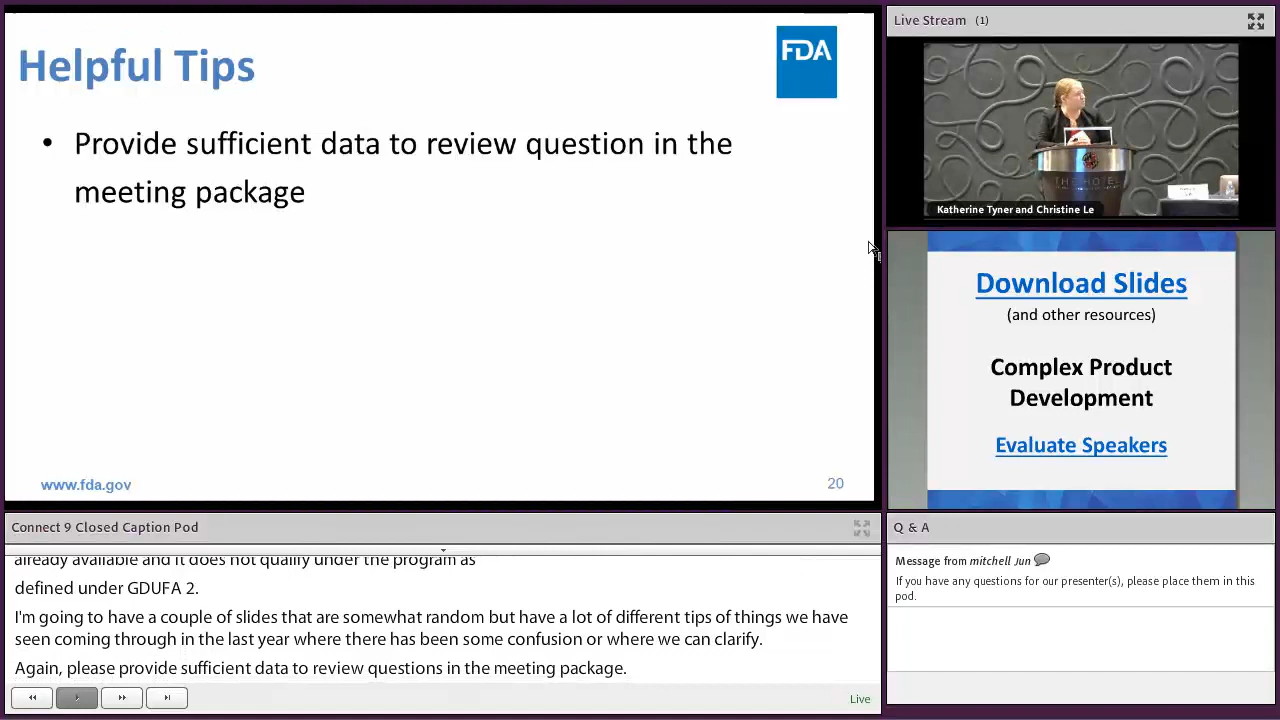 Helpful Tips
FDA
• Provide sufficient data to review question in the
meeting package
www.fda.gov
20
Live Stream (1)
THE HOTEL
Katherine Tyner and Christine Le
Download Slides
(and other resources)
Complex Product
Development
Evaluate Speakers
Connect 9 Closed Caption Pod
already available and it does not qualify under the program as
defined under GDUFA 2.
I'm going to have a couple of slides that are somewhat random but have a lot of different tips of things we have
seen coming through in the last year where there has been some confusion or where we can clarify.
Again, please provide sufficient data to review questions in the meeting package.
Live
Q & A
Message from mitchell Jun
If you have any questions for our presenter(s), please place them in this
pod.